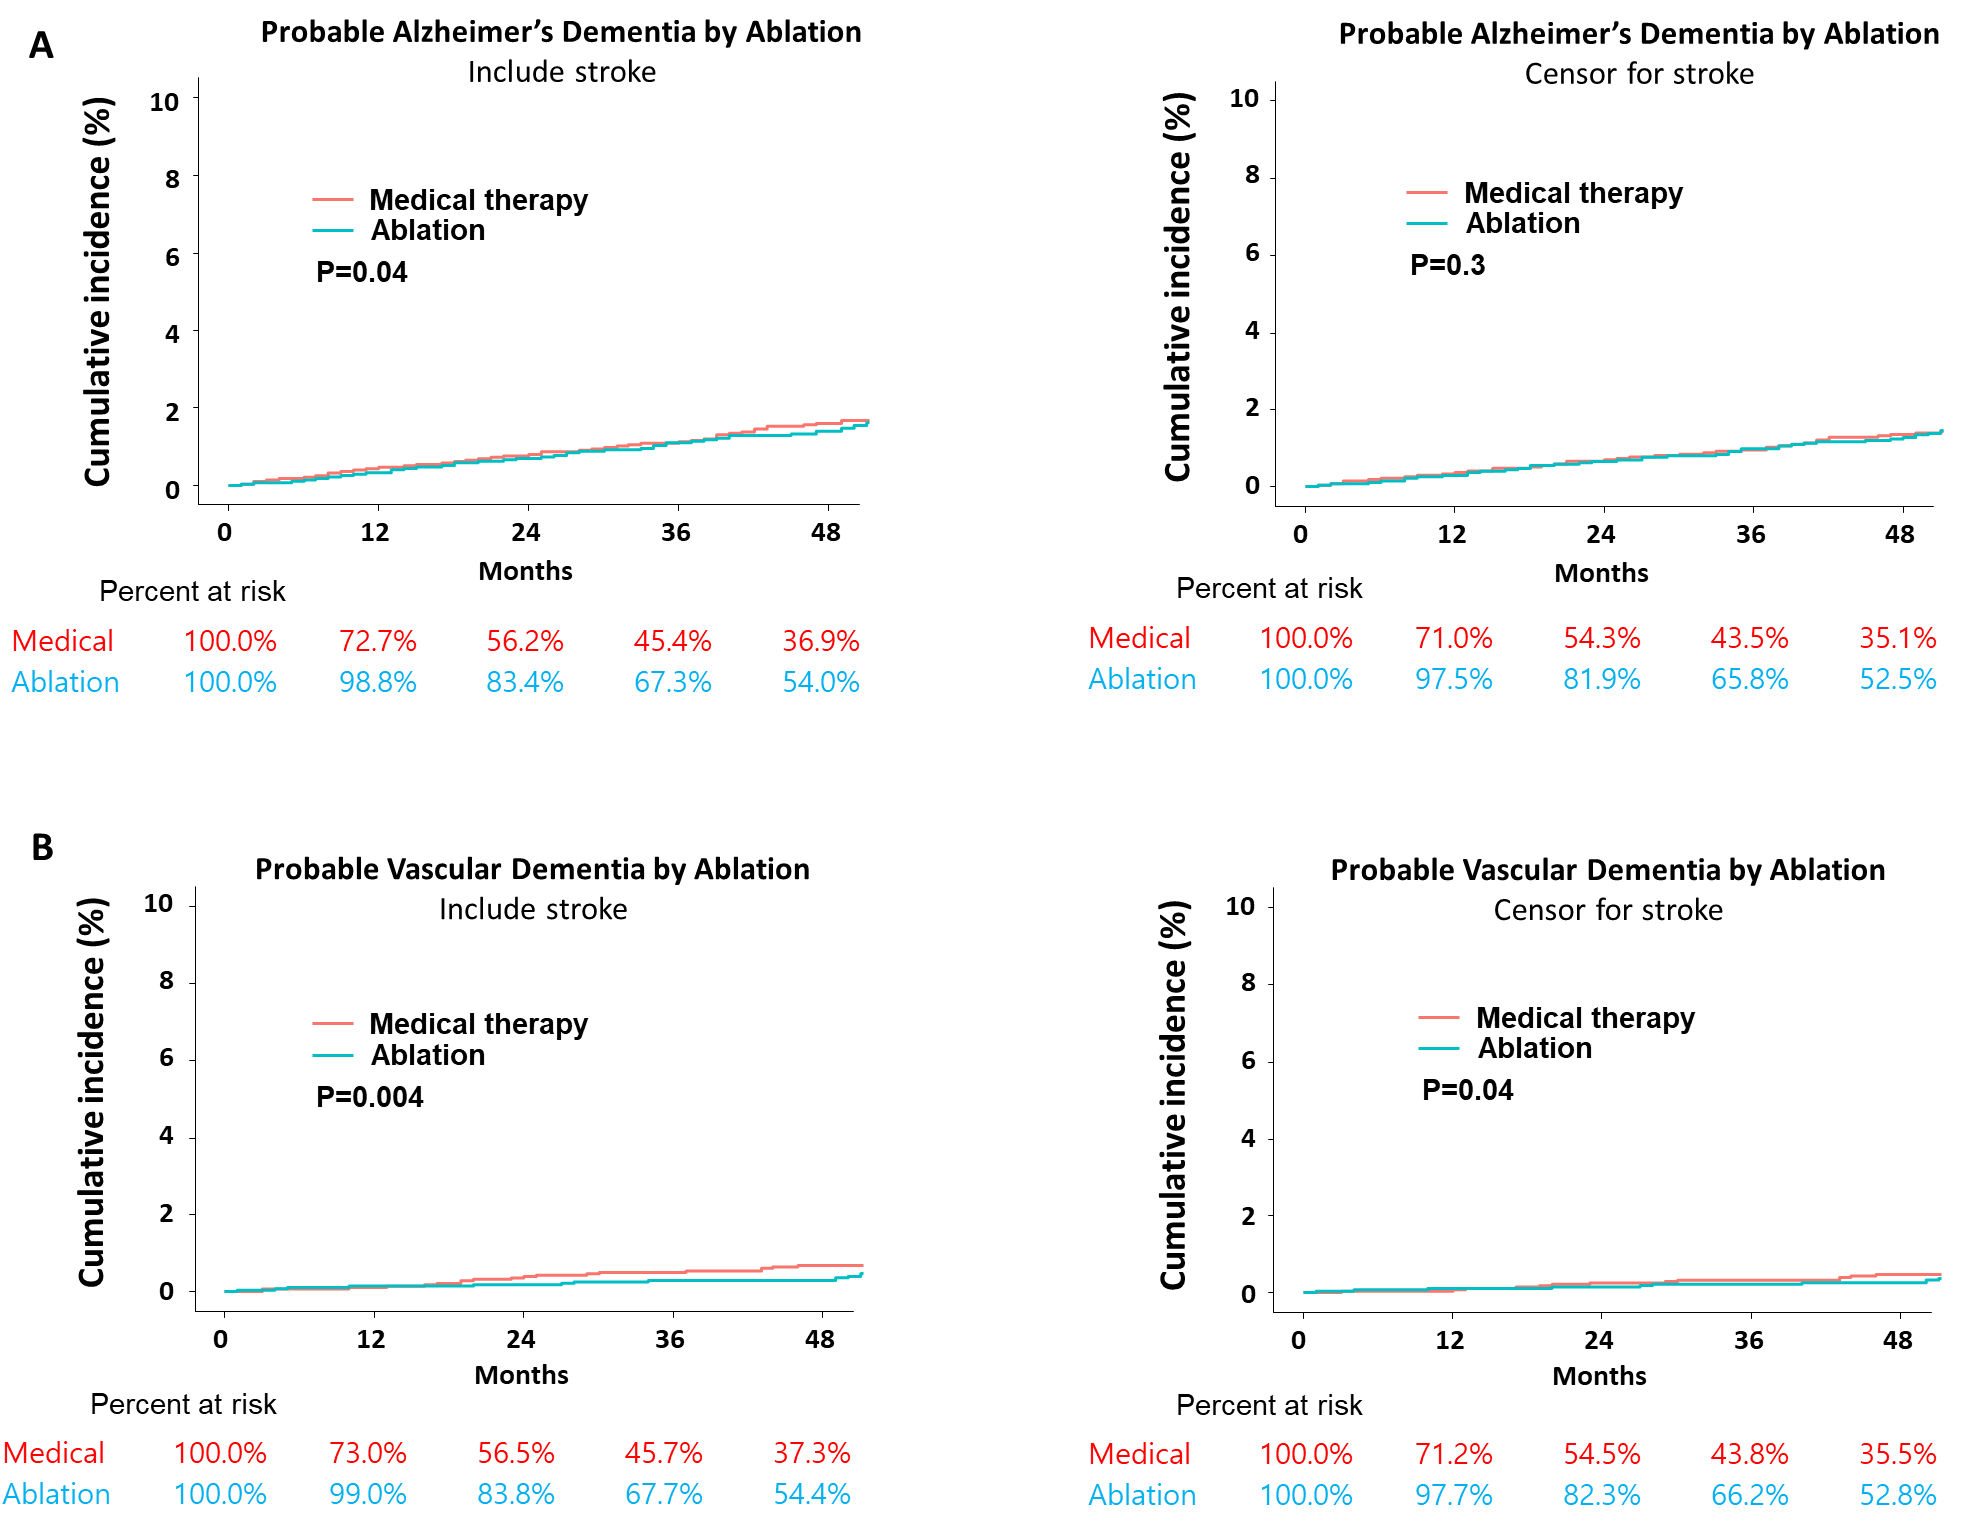 A
Probable Alzheimer’s Dementia by Ablation
Include stroke
Cumulative incidence (%)
10
8
6
4
2
0
Medical therapy
Ablation
P=0.04
0 12 24 36 48
Months
Percent at risk
Medical 100.0% 72.7% 56.2% 45.4% 36.9%
Ablation 100.0% 98.8% 83.4% 67.3% 54.0%
Probable Alzheimer’s Dementia by Ablation
Censor for stroke
Cumulative incidence (%)
10
8
6
4
2
0
Medical therapy
Ablation
P=0.3
0 12 24 36 48
Months
Percent at risk
Medical 100.0% 71.0% 54.3% 43.5% 35.1%
Ablation 100.0% 97.5% 81.9% 65.8% 52.5%
B
Probable Vascular Dementia by Ablation
Include stroke
Cumulative incidence (%)
10
8
6
4
2
0
Medical therapy
Ablation
P=0.004
0 12 24 36 48
Months
Percent at risk
Medical 100.0% 73.0% 56.5% 45.7% 37.3%
Ablation 100.0% 99.0% 83.8% 67.7% 54.4%
Probable Vascular Dementia by Ablation
Censor for stroke
Cumulative incidence (%)
10
8
6
4
2
0
Medical therapy
Ablation
P=0.04
0 12 24 36 48
Months
Percent at risk
Medical 100.0% 71.2% 54.5% 43.8% 35.5%
Ablation 100.0% 97.7% 82.3% 66.2% 52.8%